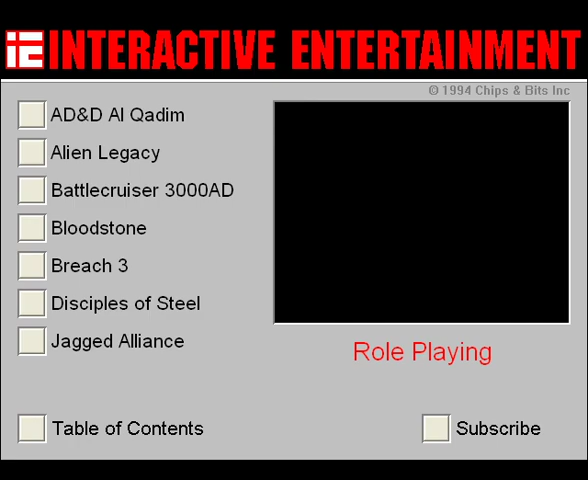 IE INTERACTIVE ENTERTAINMENT
© 1994 Chips & Bits Inc
AD&D Al Qadim
Alien Legacy
Battlecruiser 3000AD
Bloodstone
Breach 3
Disciples of Steel
Jagged Alliance
Role Playing
Table of Contents
Subscribe